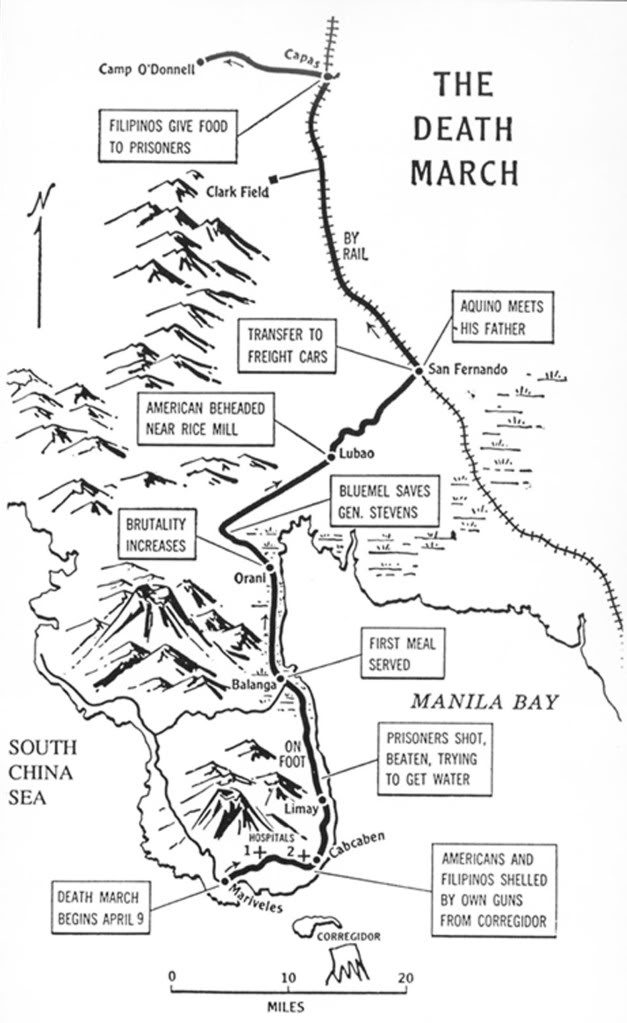 THE
DEATH
MARCH
Camp O'Donnell
Capas
FILIPINOS GIVE FOOD
TO PRISONERS
Clark Field
N
BY
RAIL
AQUINO MEETS
HIS FATHER
TRANSFER TO
FREIGHT CARS
San Fernando
AMERICAN BEHEADED
NEAR RICE MILL
Lubao
BLUEMEL SAVES
GEN. STEVENS
BRUTALITY
INCREASES
Orani
FIRST MEAL
SERVED
Balanga
MANILA BAY
SOUTH
CHINA
SEA
ON
FOOT
PRISONERS SHOT,
BEATEN, TRYING
TO GET WATER
Limay
HOSPITALS
1 2
Cabcaben
AMERICANS AND
FILIPINOS SHELLED
BY OWN GUNS
FROM CORREGIDOR
DEATH MARCH
BEGINS APRIL 9
Mariveles
CORREGIDOR
0 10 20
MILES